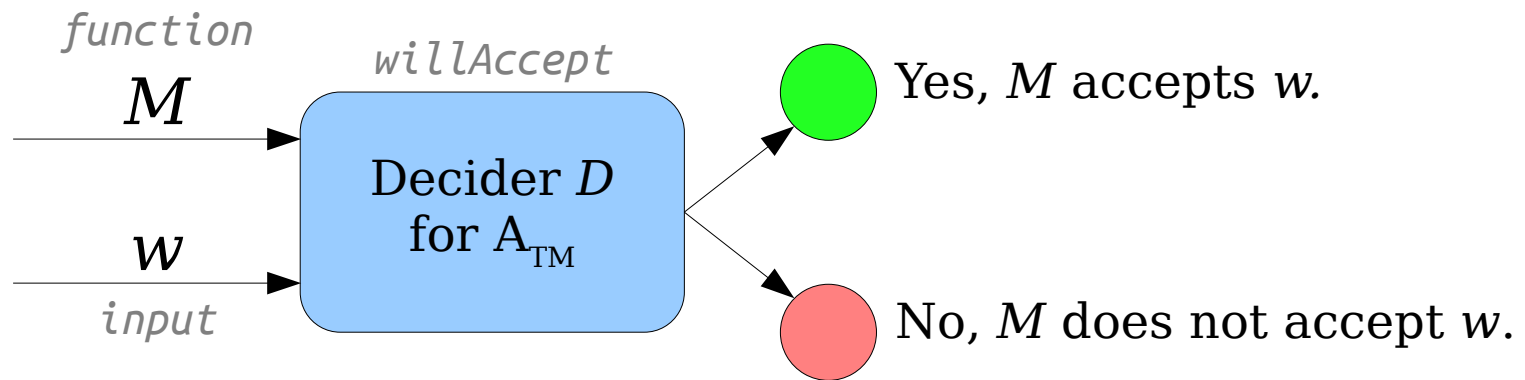 function
M
willAccept
Decider D
for A_TM
w
input
Yes, M accepts w.
No, M does not accept w.